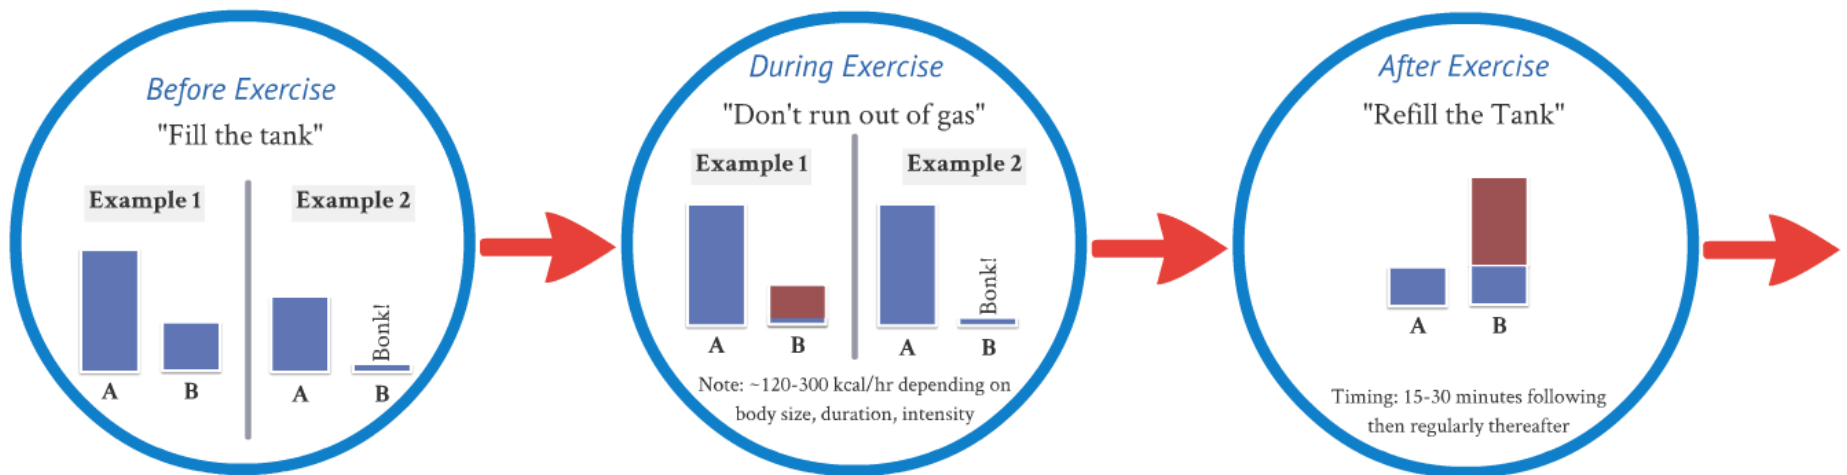 Before Exercise
"Fill the tank"
Example 1
Example 2
Bonk!
A
B
A
B
During Exercise
"Don't run out of gas"
Example 1
Example 2
Bonk!
A
B
A
B
Note: ~120-300 kcal/hr depending on
body size, duration, intensity
After Exercise
"Refill the Tank"
A
B
Timing: 15-30 minutes following
then regularly thereafter